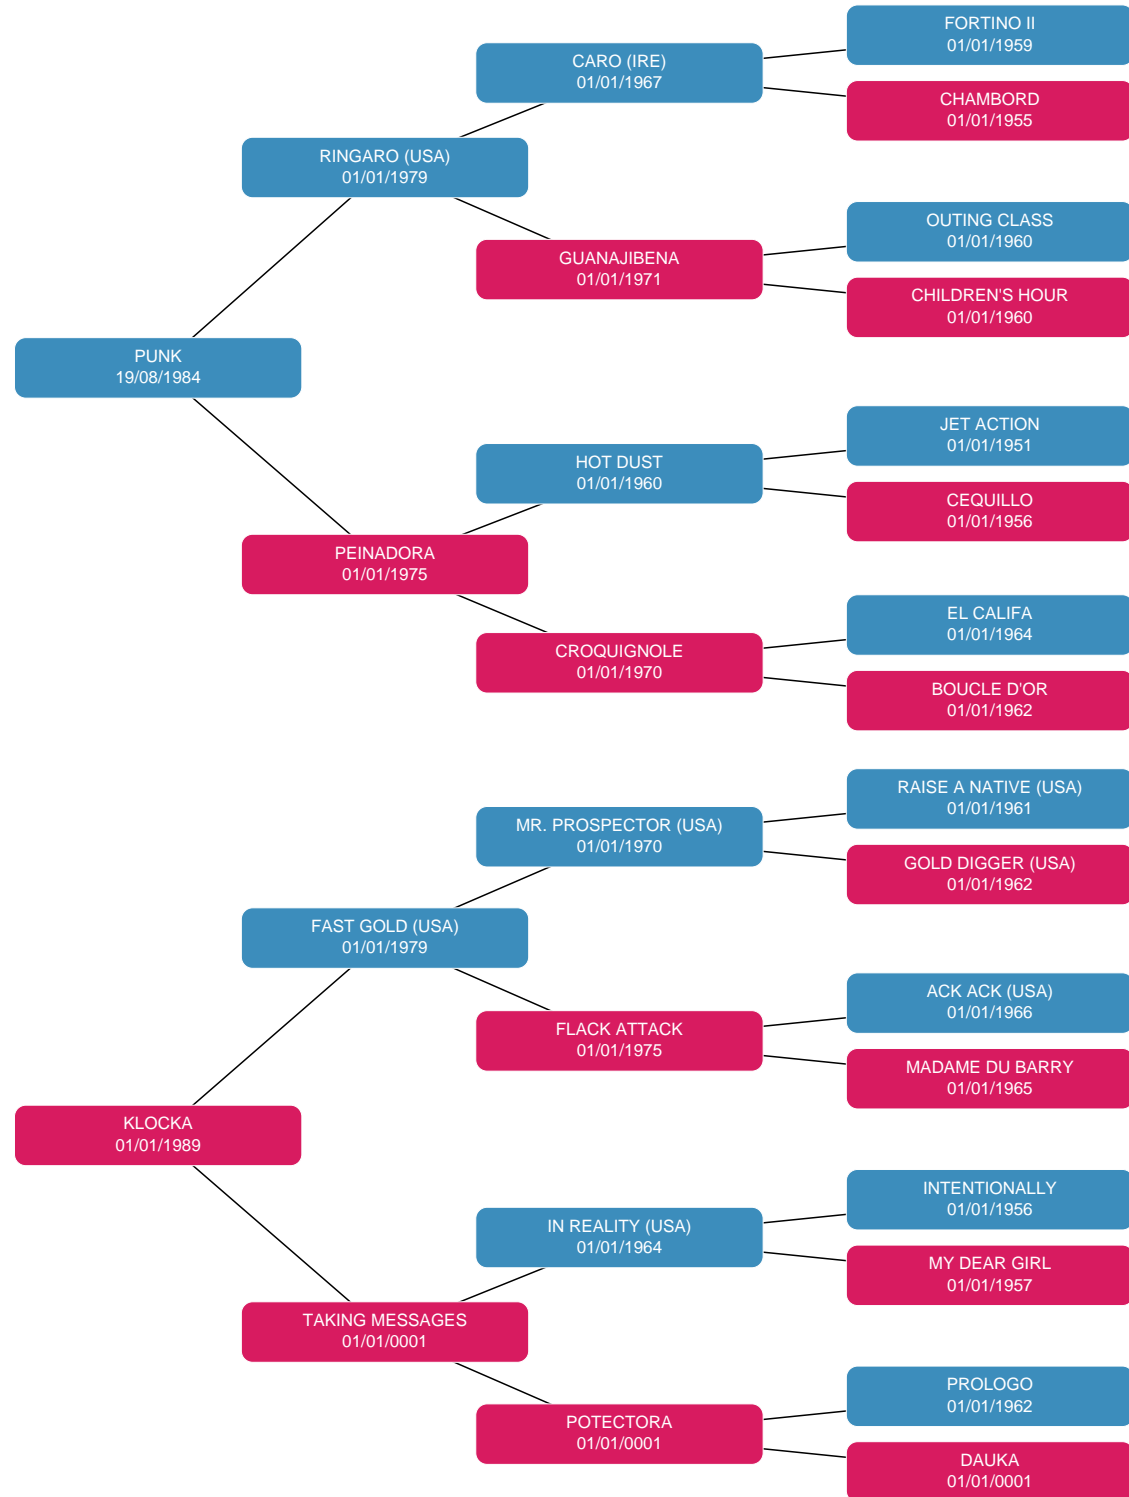 FORTINO II
01/01/1959
CARO (IRE)
01/01/1967
CHAMBORD
01/01/1955
RINGARO (USA)
01/01/1979
OUTING CLASS
01/01/1960
GUANAJIBENA
01/01/1971
CHILDREN'S HOUR
01/01/1960
PUNK
19/08/1984
JET ACTION
01/01/1951
HOT DUST
01/01/1960
CEQUILLO
01/01/1956
PEINADORA
01/01/1975
EL CALIFA
01/01/1964
CROQUIGNOLE
01/01/1970
BOUCLE D'OR
01/01/1962
RAISE A NATIVE (USA)
01/01/1961
MR. PROSPECTOR (USA)
01/01/1970
GOLD DIGGER (USA)
01/01/1962
FAST GOLD (USA)
01/01/1979
ACK ACK (USA)
01/01/1966
FLACK ATTACK
01/01/1975
MADAME DU BARRY
01/01/1965
KLOCKA
01/01/1989
INTENTIONALLY
01/01/1956
IN REALITY (USA)
01/01/1964
MY DEAR GIRL
01/01/1957
TAKING MESSAGES
01/01/0001
PROLOGO
01/01/1962
POTECTORA
01/01/0001
DAUKA
01/01/0001